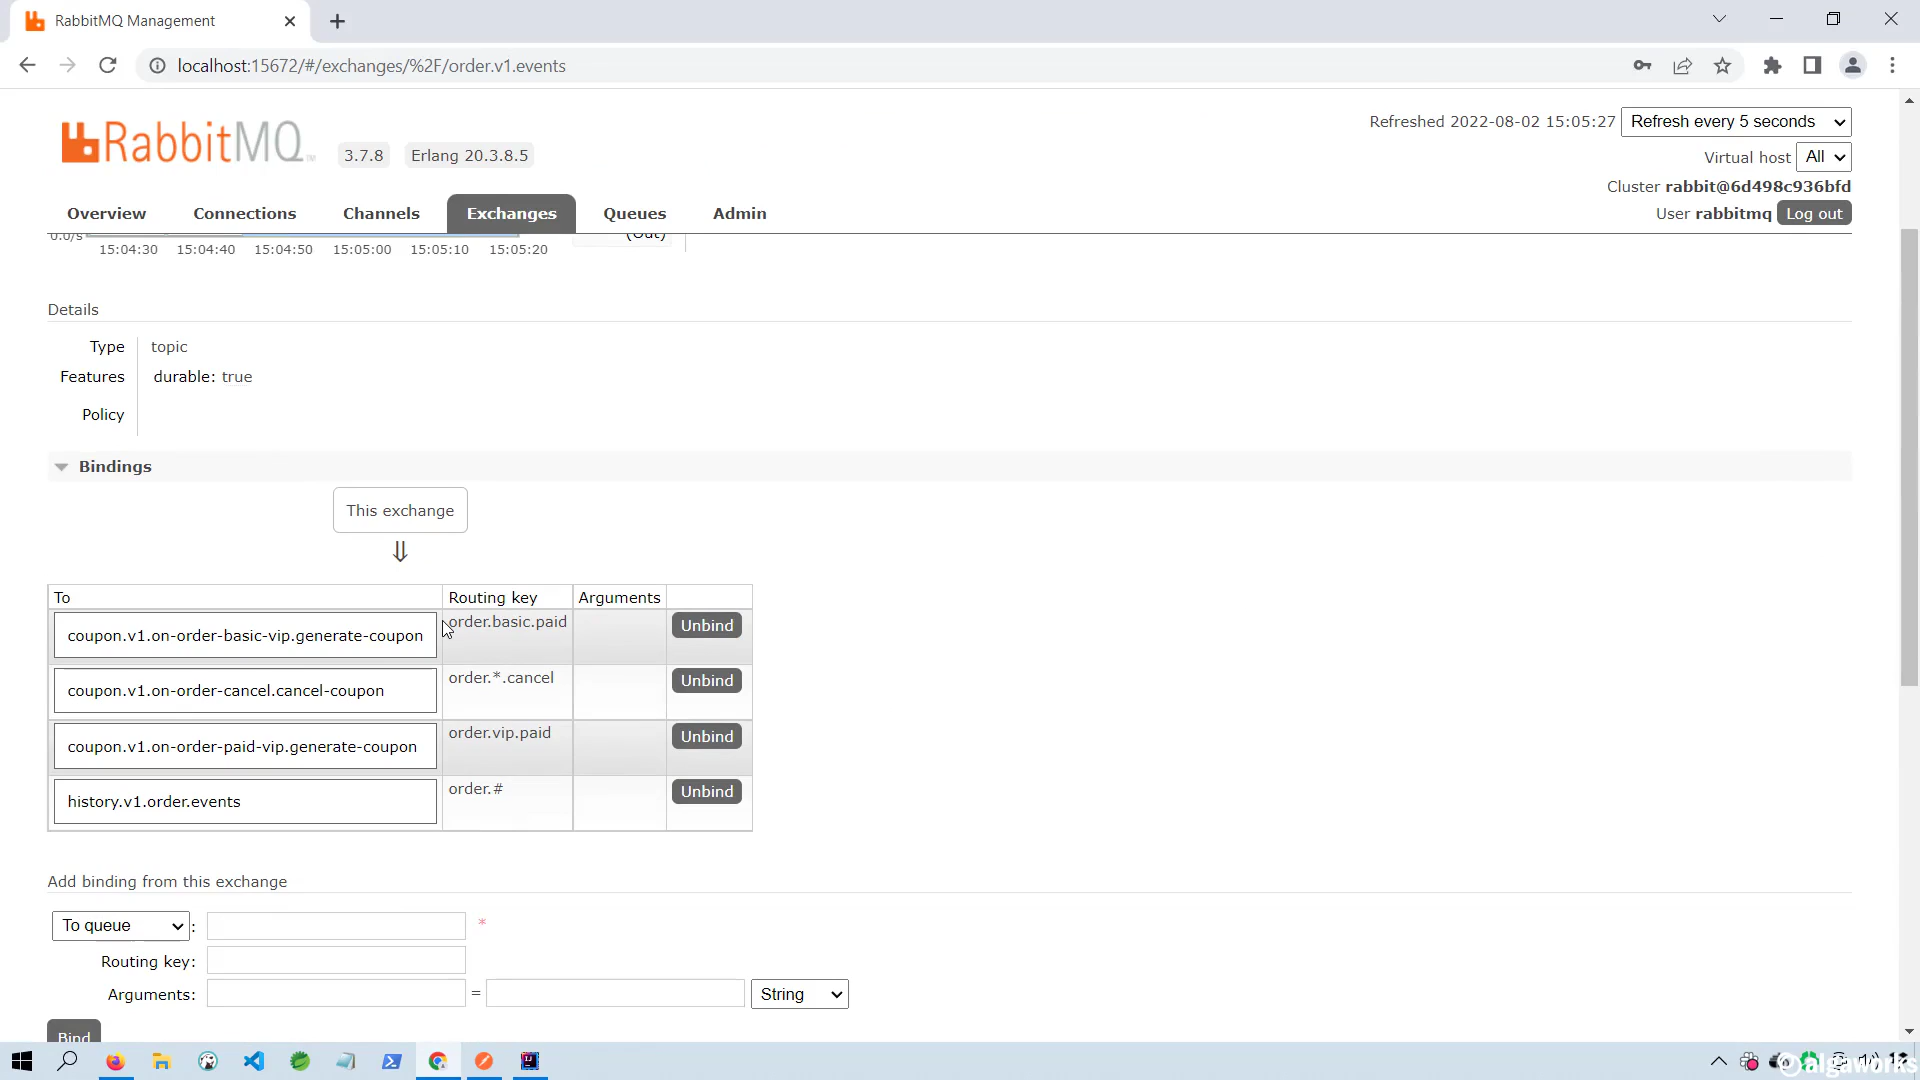 RabbitMQ Management
localhost:15672/#/exchanges/%2F/order.v1.events
RabbitMQ TM 3.7.8 Erlang 20.3.8.5
Refreshed 2022-08-02 15:05:27 Refresh every 5 seconds
Virtual host All
Cluster rabbit@6d498c936bfd
User rabbitmq Log out
Overview Connections Channels Exchanges Queues Admin
0.0/s
(Out)
15:04:30 15:04:40 15:04:50 15:05:00 15:05:10 15:05:20
Details
Type topic
Features durable: true
Policy
Bindings
This exchange
⇓
To Routing key Arguments
coupon.v1.on-order-basic-vip.generate-coupon order.basic.paid Unbind
coupon.v1.on-order-cancel.cancel-coupon order.*.cancel Unbind
coupon.v1.on-order-paid-vip.generate-coupon order.vip.paid Unbind
history.v1.order.events order.# Unbind
Add binding from this exchange
To queue : *
Routing key:
Arguments: = String
Bind
algaworks